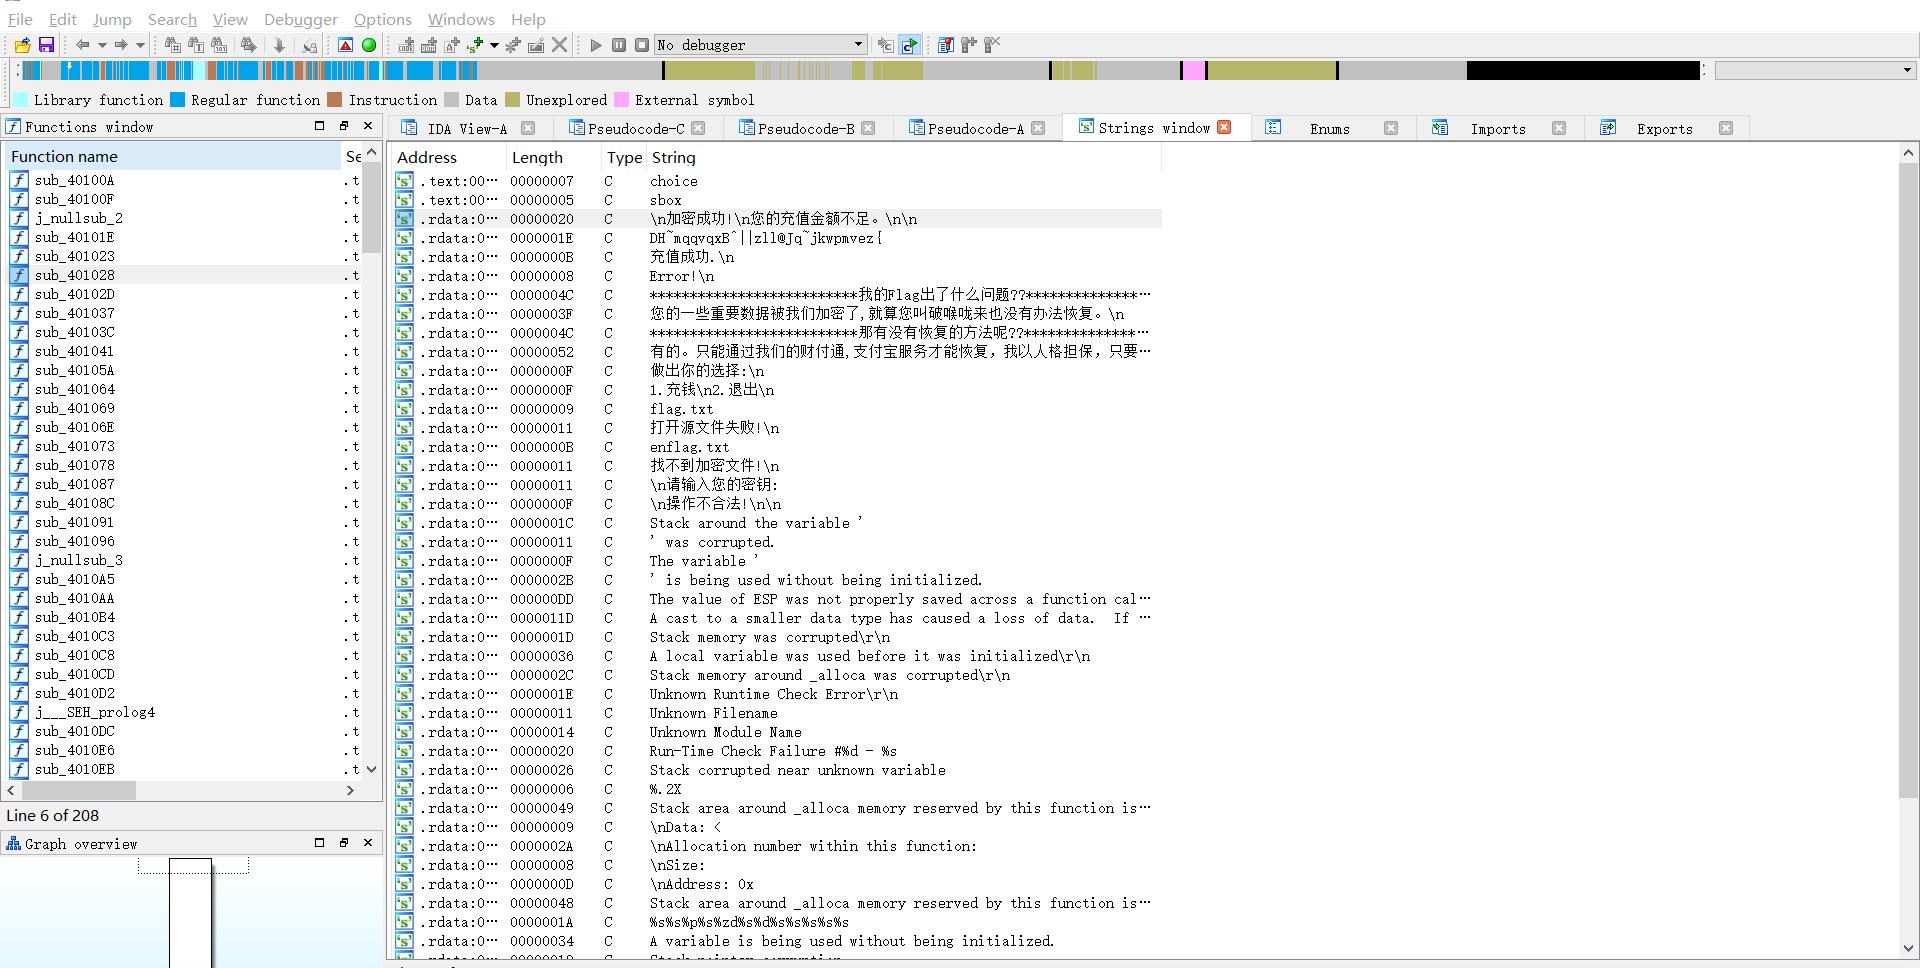 File Edit Jump Search View Debugger Options Windows Help
No debugger
Library function Regular function Instruction Data Unexplored External symbol
Functions window
Function name Se
sub_40100A .t
sub_40100F .t
j_nullsub_2 .t
sub_40101E .t
sub_401023 .t
sub_401028 .t
sub_40102D .t
sub_401037 .t
sub_40103C .t
sub_401041 .t
sub_40105A .t
sub_401064 .t
sub_401069 .t
sub_40106E .t
sub_401073 .t
sub_401078 .t
sub_401087 .t
sub_40108C .t
sub_401091 .t
sub_401096 .t
j_nullsub_3 .t
sub_4010A5 .t
sub_4010AA .t
sub_4010B4 .t
sub_4010C3 .t
sub_4010C8 .t
sub_4010CD .t
sub_4010D2 .t
j___SEH_prolog4 .t
sub_4010DC .t
sub_4010E6 .t
sub_4010EB .t
Line 6 of 208
Graph overview
IDA View-A Pseudocode-C Pseudocode-B Pseudocode-A Strings window Enums Imports Exports
Address Length Type String
.text:00… 00000007 C choice
.text:00… 00000005 C sbox
.rdata:0… 00000020 C \n加密成功!\n您的充值金额不足。\n\n
.rdata:0… 0000001E C DH~mqqvqxB^||zll@Jq~jkwpmvez{
.rdata:0… 0000000B C 充值成功.\n
.rdata:0… 00000008 C Error!\n
.rdata:0… 0000004C C **************************我的Flag出了什么问题??**************…
.rdata:0… 0000003F C 您的一些重要数据被我们加密了,就算您叫破喉咙来也没有办法恢复。\n
.rdata:0… 0000004C C **************************那有没有恢复的方法呢??**************…
.rdata:0… 00000052 C 有的。只能通过我们的财付通,支付宝服务才能恢复，我以人格担保，只要…
.rdata:0… 0000000F C 做出你的选择:\n
.rdata:0… 0000000F C 1.充钱\n2.退出\n
.rdata:0… 00000009 C flag.txt
.rdata:0… 00000011 C 打开源文件失败!\n
.rdata:0… 0000000B C enflag.txt
.rdata:0… 00000011 C 找不到加密文件!\n
.rdata:0… 00000011 C \n请输入您的密钥:
.rdata:0… 0000000F C \n操作不合法!\n\n
.rdata:0… 0000001C C Stack around the variable '
.rdata:0… 00000011 C ' was corrupted.
.rdata:0… 0000000F C The variable '
.rdata:0… 0000002B C ' is being used without being initialized.
.rdata:0… 000000DD C The value of ESP was not properly saved across a function cal…
.rdata:0… 0000011D C A cast to a smaller data type has caused a loss of data.  If …
.rdata:0… 0000001D C Stack memory was corrupted\r\n
.rdata:0… 00000036 C A local variable was used before it was initialized\r\n
.rdata:0… 0000002C C Stack memory around _alloca was corrupted\r\n
.rdata:0… 0000001E C Unknown Runtime Check Error\r\n
.rdata:0… 00000011 C Unknown Filename
.rdata:0… 00000014 C Unknown Module Name
.rdata:0… 00000020 C Run-Time Check Failure #%d - %s
.rdata:0… 00000026 C Stack corrupted near unknown variable
.rdata:0… 00000006 C %.2X
.rdata:0… 00000049 C Stack area around _alloca memory reserved by this function is…
.rdata:0… 00000009 C \nData: <
.rdata:0… 0000002A C \nAllocation number within this function:
.rdata:0… 00000008 C \nSize:
.rdata:0… 0000000D C \nAddress: 0x
.rdata:0… 00000048 C Stack area around _alloca memory reserved by this function is…
.rdata:0… 0000001A C %s%s%p%s%zd%s%d%s%s%s%s%s
.rdata:0… 00000034 C A variable is being used without being initialized.